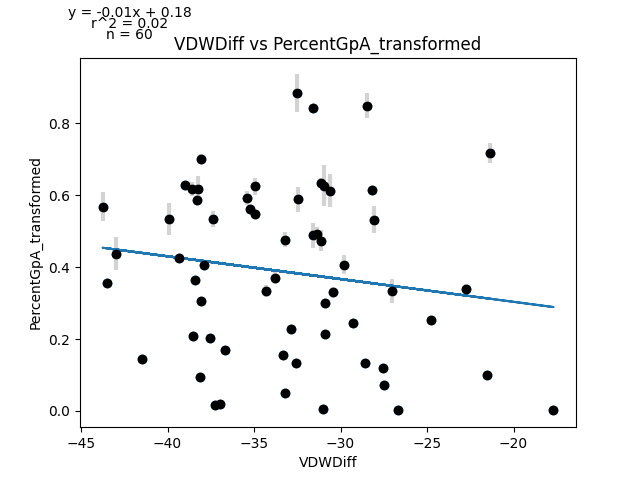 y = -0.01x + 0.18
r^2 = 0.02
n = 60
VDWDiff vs PercentGpA_transformed
PercentGpA_transformed
0.8
0.6
0.4
0.2
0.0
−45 −40 −35 −30 −25 −20
VDWDiff